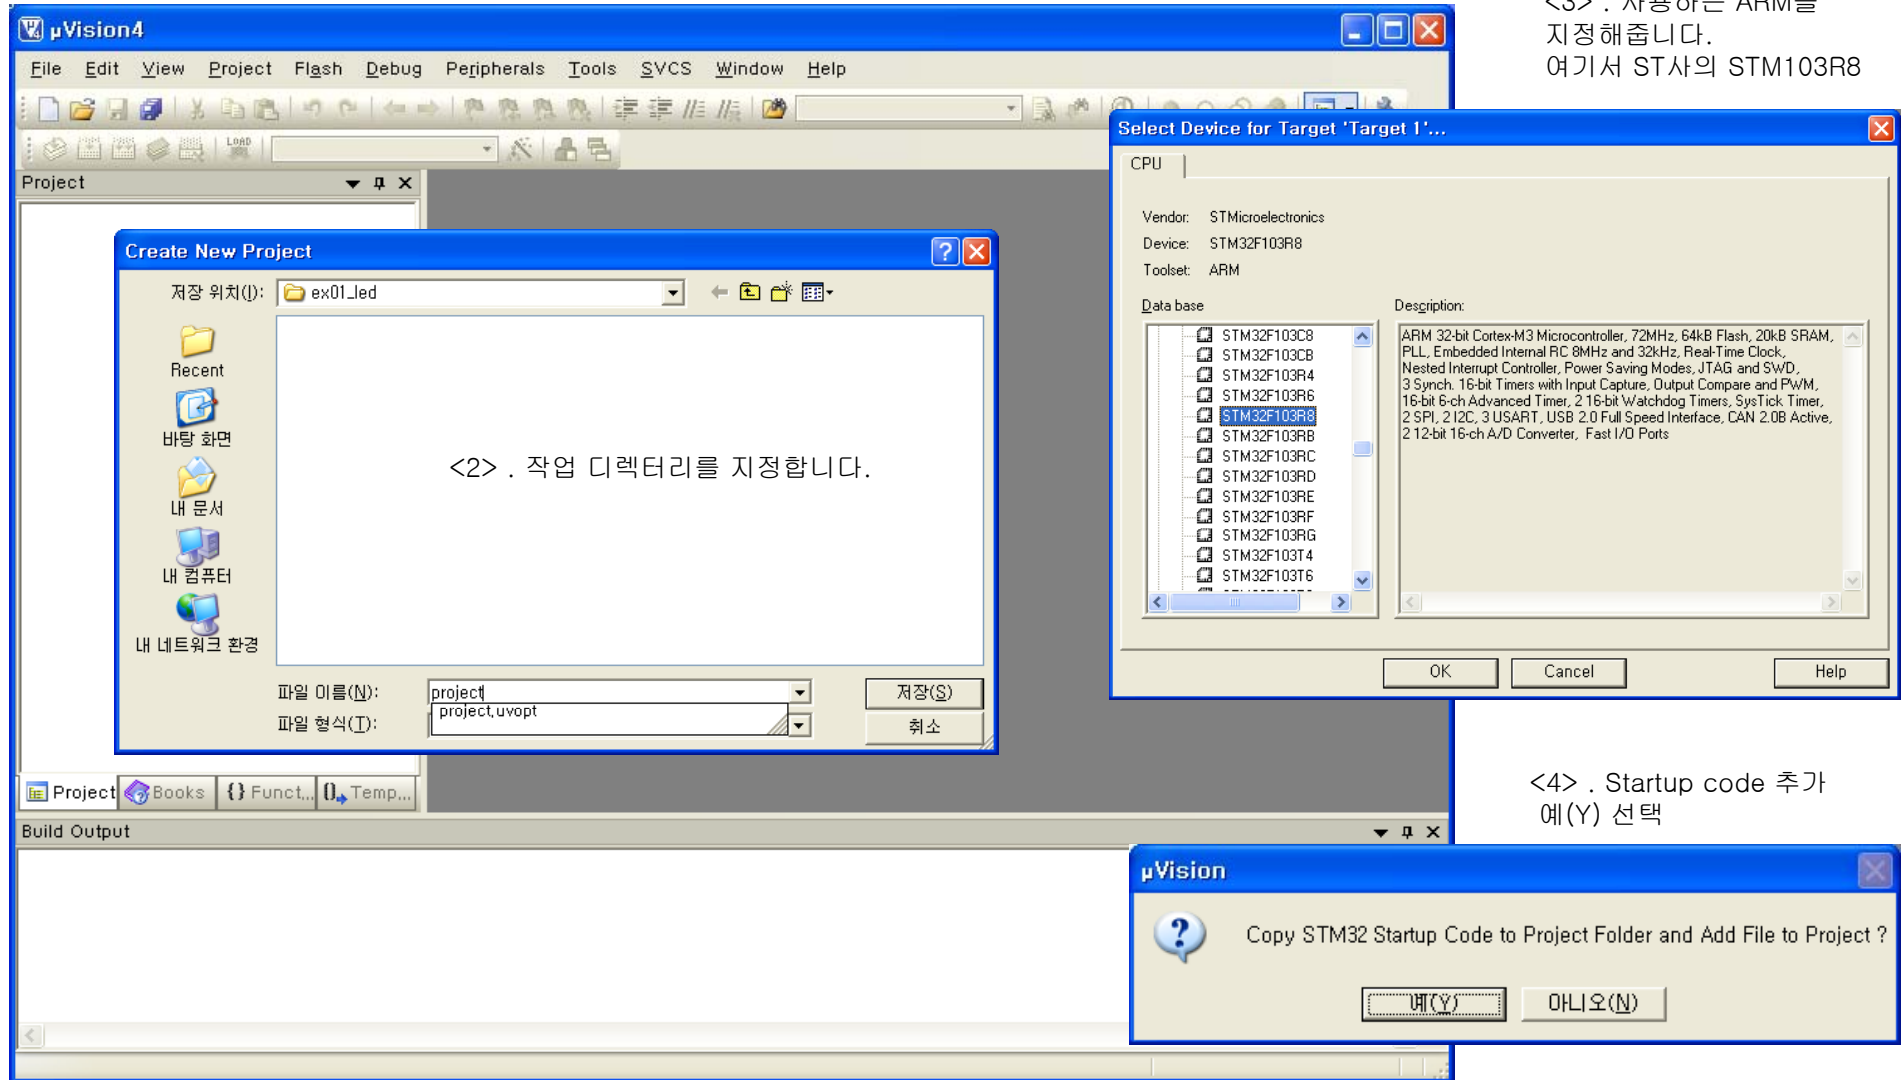 <3> . 사용하는 ARM을
지정해줍니다.
여기서 ST사의 STM103R8
µVision4
File Edit View Project Flash Debug Peripherals Tools SVCS Window Help
LOAD
Project
Create New Project
저장 위치(I): ex01_led
Recent
바탕 화면
내 문서
내 컴퓨터
내 네트워크 환경
<2> . 작업 디렉터리를 지정합니다.
파일 이름(N): project 저장(S)
project.uvopt
파일 형식(T): 취소
Project Books {} Funct... 0 Temp...
Build Output
Select Device for Target 'Target 1'...
CPU
Vendor: STMicroelectronics
Device: STM32F103R8
Toolset: ARM
Data base
STM32F103C8
STM32F103CB
STM32F103R4
STM32F103R6
STM32F103R8
STM32F103RB
STM32F103RC
STM32F103RD
STM32F103RE
STM32F103RF
STM32F103RG
STM32F103T4
STM32F103T6
Description:
ARM 32-bit Cortex-M3 Microcontroller, 72MHz, 64kB Flash, 20kB SRAM,
PLL, Embedded Internal RC 8MHz and 32kHz, Real-Time Clock,
Nested Interrupt Controller, Power Saving Modes, JTAG and SWD,
3 Synch. 16-bit Timers with Input Capture, Output Compare and PWM,
16-bit 6-ch Advanced Timer, 2 16-bit Watchdog Timers, SysTick Timer,
2 SPI, 2 I2C, 3 USART, USB 2.0 Full Speed Interface, CAN 2.0B Active,
2 12-bit 16-ch A/D Converter, Fast I/O Ports
OK Cancel Help
<4> . Startup code 추가
예(Y) 선택
µVision
Copy STM32 Startup Code to Project Folder and Add File to Project ?
예(Y) 아니오(N)